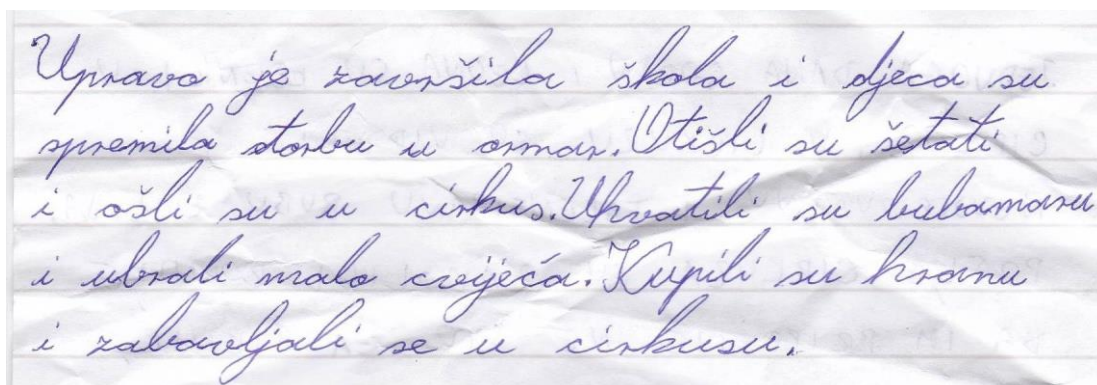 Upravo je završila škola i djeca su
spremila storbu u ormar. Otišli su šetati
i ošli su u cirkus. Uhvatili su bubamaru
i ubrali malo cvijeća. Kupili su hranu
i zabavljali se u cirkusu.